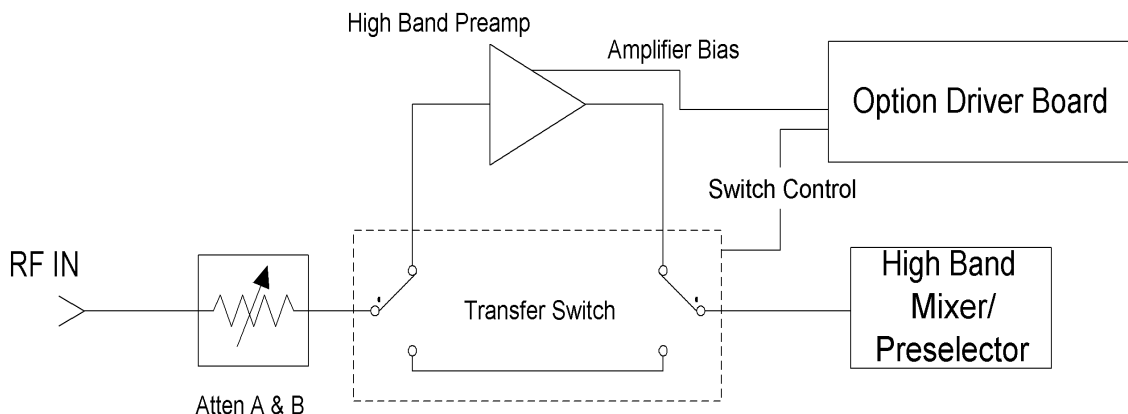 High Band Preamp
Amplifier Bias
Option Driver Board
Switch Control
RF IN
Transfer Switch
High Band
Mixer/
Preselector
Atten A & B